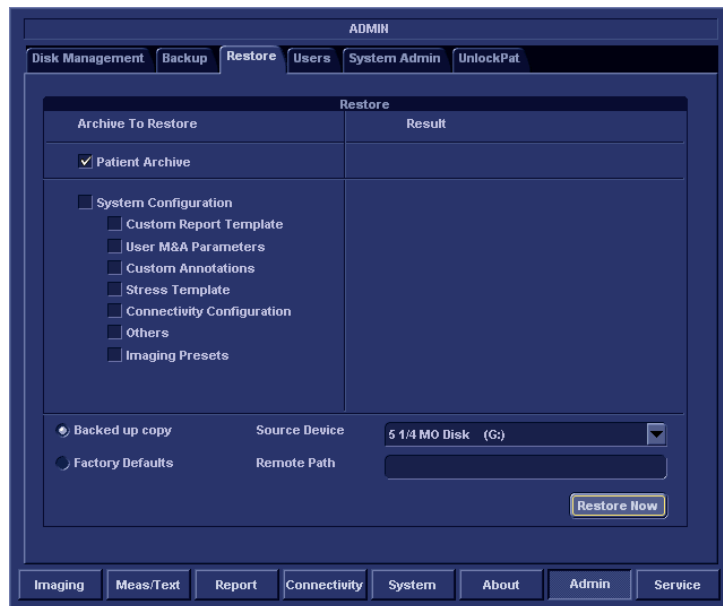 ADMIN
Disk Management Backup Restore Users System Admin UnlockPat
Restore
Archive To Restore Result
Patient Archive
System Configuration
Custom Report Template
User M&A Parameters
Custom Annotations
Stress Template
Connectivity Configuration
Others
Imaging Presets
Backed up copy Source Device 5 1/4 MO Disk (G:)
Factory Defaults Remote Path
Restore Now
Imaging Meas/Text Report Connectivity System About Admin Service